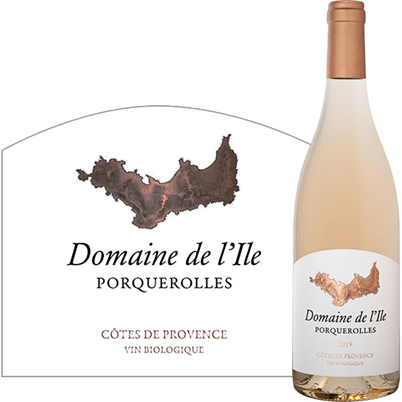 Domaine de l'Ile
PORQUEROLLES
CÔTES DE PROVENCE
VIN BIOLOGIQUE
Domaine de l'Ile
PORQUEROLLES
2019
CÔTES DE PROVENCE
VIN BIOLOGIQUE